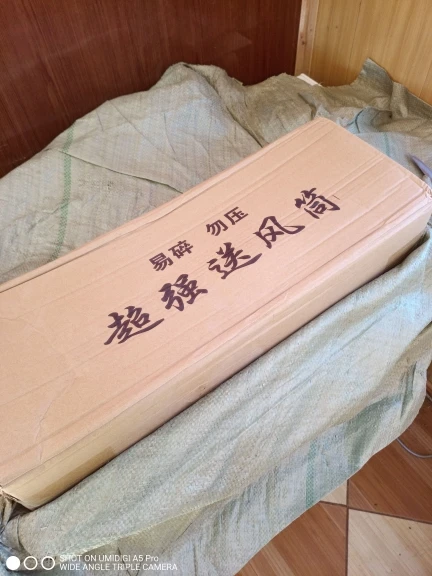 易碎 勿压
超强送风筒
SHOT ON UMIDIGI A5 Pro
WIDE ANGLE TRIPLE CAMERA